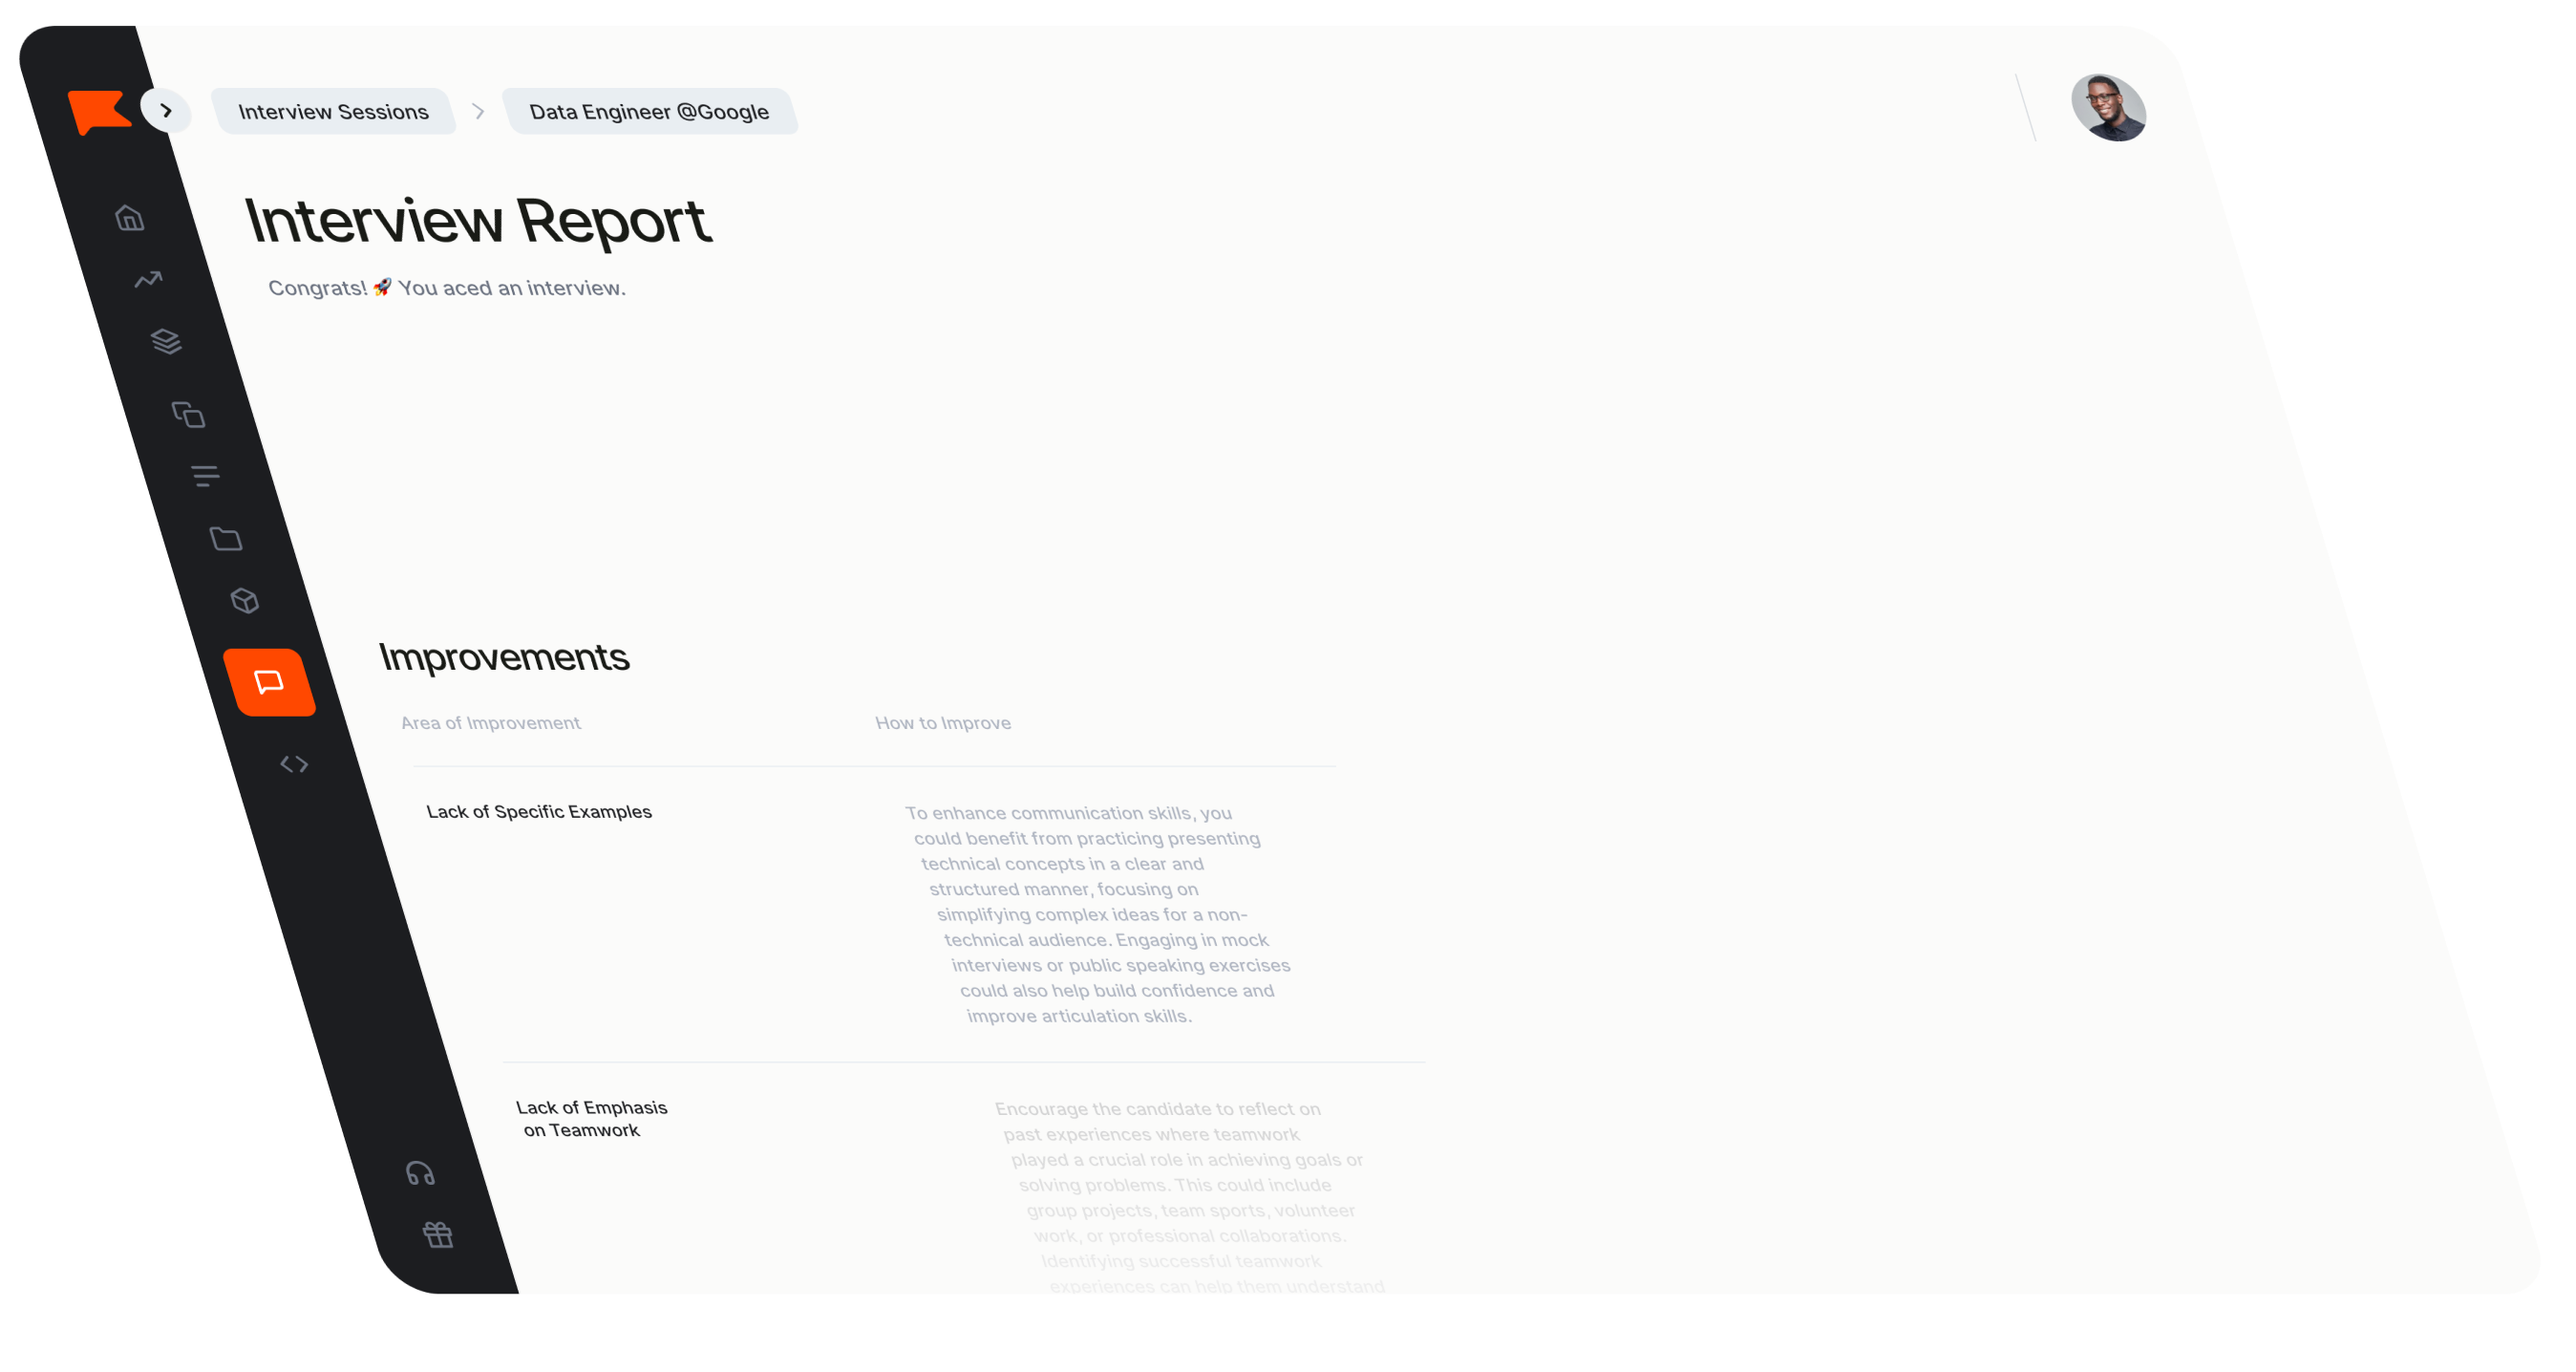 Interview Sessions
Data Engineer @Google
Interview Report
Congrats! 🚀 You aced an interview.
Improvements
Area of Improvement
How to Improve
Lack of Specific Examples
To enhance communication skills, you
could benefit from practicing presenting
technical concepts in a clear and
structured manner, focusing on
simplifying complex ideas for a non-
technical audience. Engaging in mock
interviews or public speaking exercises
could also help build confidence and
improve articulation skills.
Lack of Emphasis
on Teamwork
Encourage the candidate to reflect on
past experiences where teamwork
played a crucial role in achieving goals or
solving problems. This could include
group projects, team sports, volunteer
work, or professional collaborations.
Identifying successful teamwork
experiences can help them understand